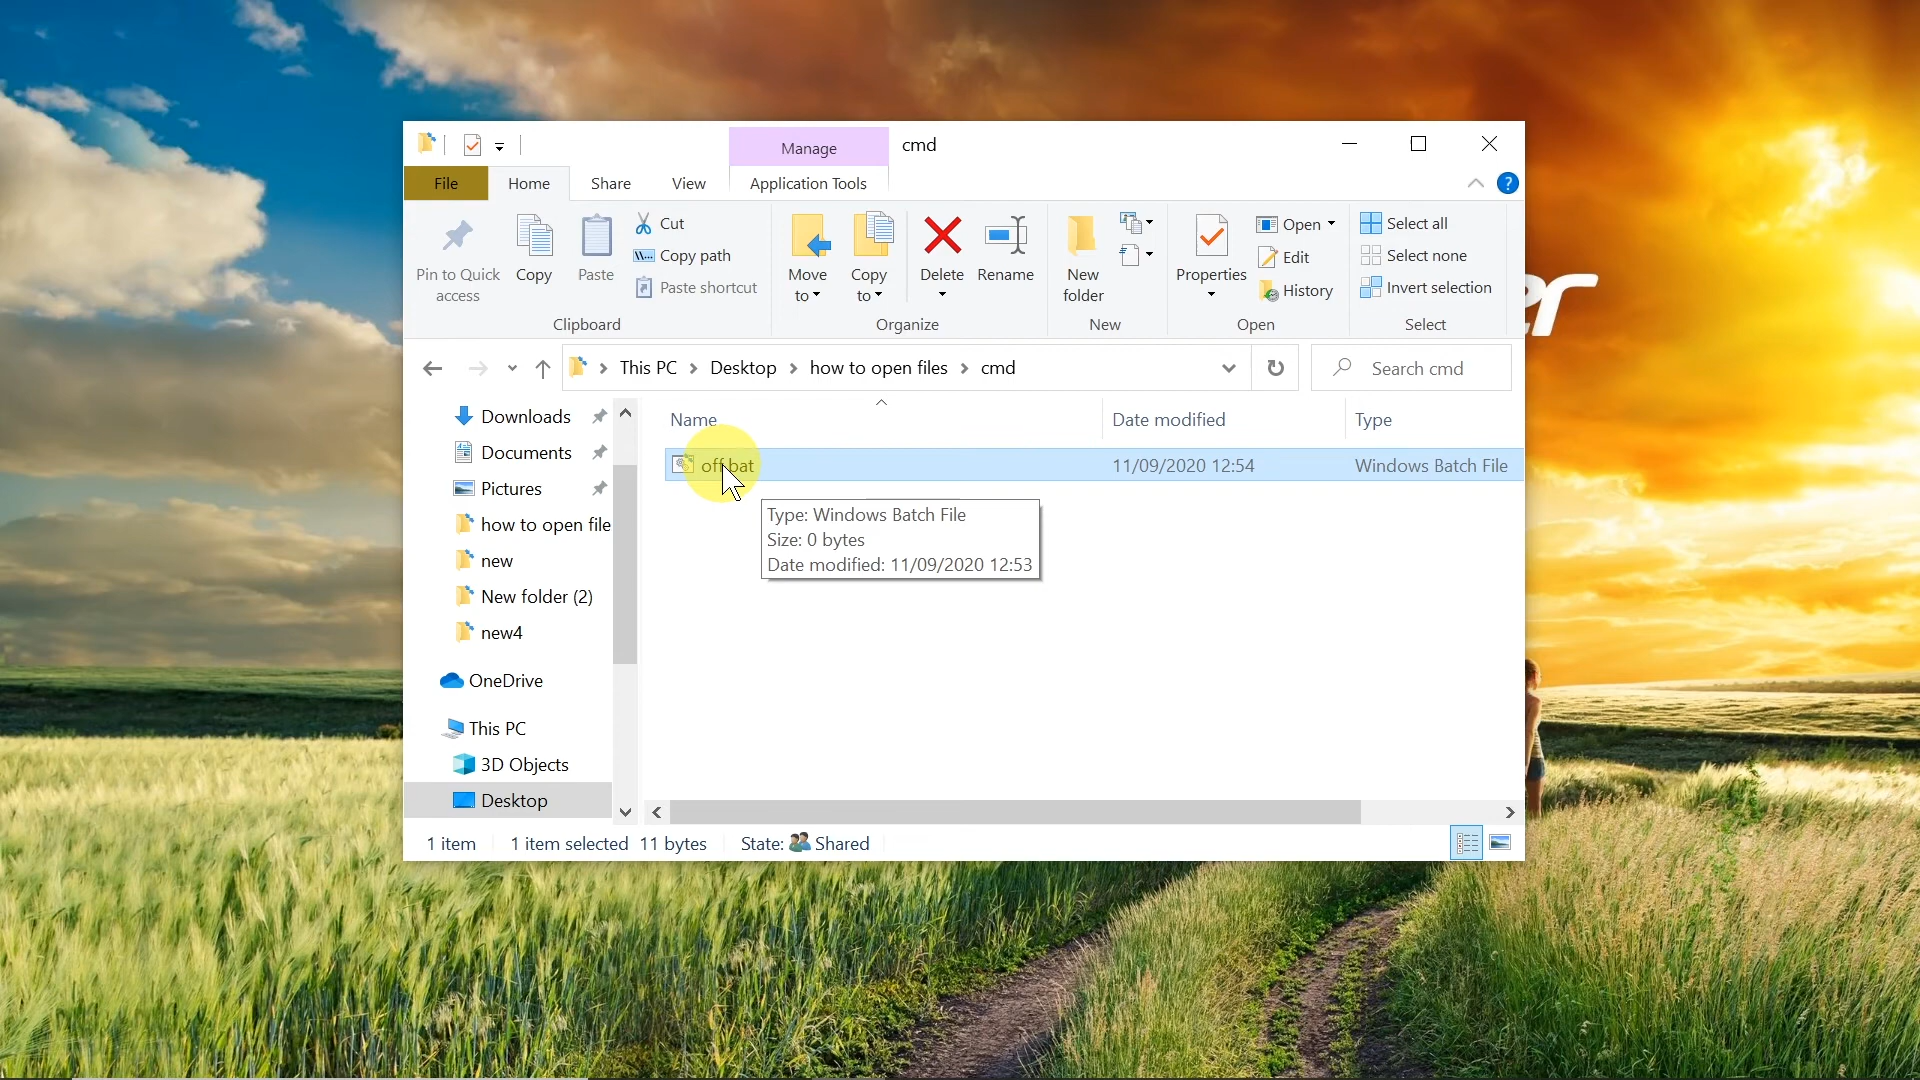 Manage
cmd
File
Home
Share
View
Application Tools
Pin to Quick access
Copy
Paste
Cut
Copy path
Paste shortcut
Clipboard
Move to
Copy to
Delete
Rename
Organize
New folder
New
Properties
Open
Edit
History
Open
Select all
Select none
Invert selection
Select
This PC > Desktop > how to open files > cmd
Search cmd
Downloads
Documents
Pictures
how to open file
new
New folder (2)
new4
OneDrive
This PC
3D Objects
Desktop
Name
Date modified
Type
off.bat
11/09/2020 12:54
Windows Batch File
Type: Windows Batch File
Size: 0 bytes
Date modified: 11/09/2020 12:53
1 item
1 item selected 11 bytes
State: Shared
er